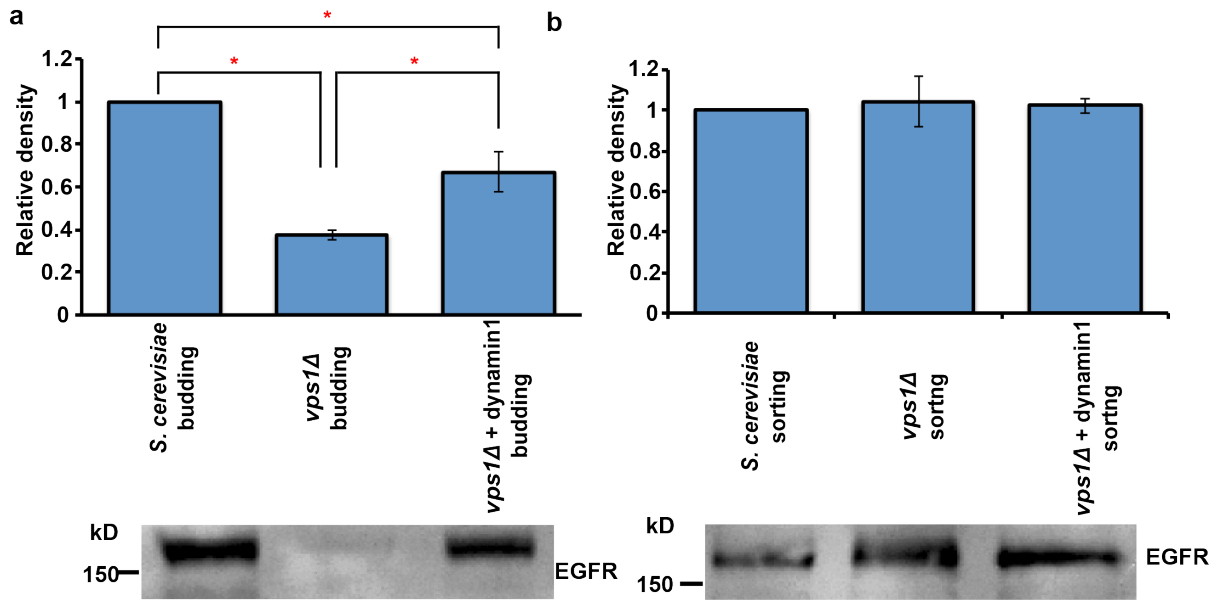 a
*
*
*
1.2
1
0.8
0.6
0.4
0.2
0
Relative density
S. cerevisiae
budding
vps1Δ
budding
vps1Δ + dynamin1
budding
kD
150
EGFR
b
1.2
1
0.8
0.6
0.4
0.2
0
Relative density
S. cerevisiae
sorting
vps1Δ
sortng
vps1Δ + dynamin1
sortng
kD
150
EGFR